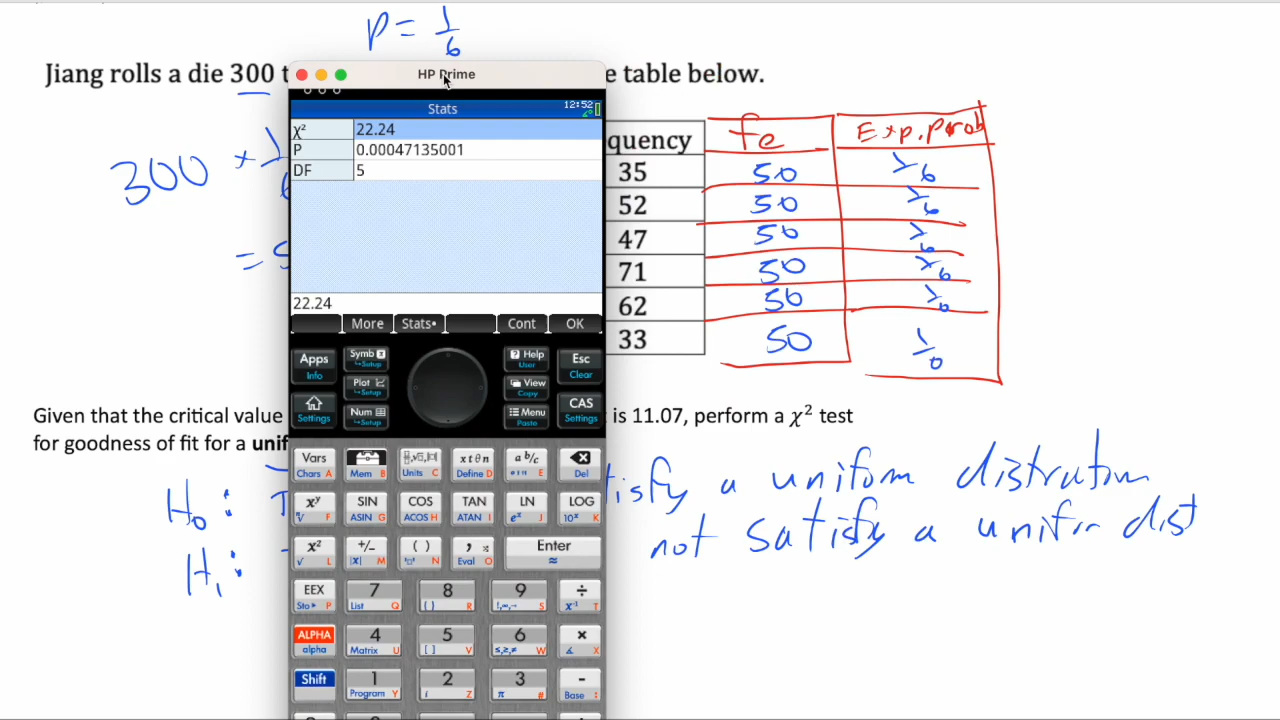 P = 1/6
Jiang rolls a die 300 t
HP Prime
e table below.
Stats
12:52
χ² 22.24
P 0.00047135001
DF 5
22.24
More Stats• Cont OK
quency fe Exp. Prob
35 50 1/6
52 50 1/6
47 50 1/6
71 50 1/6
62 50 1/6
33 50 1/6
300 × 1
= 5
Given that the critical value
is 11.07, perform a χ² test
for goodness of fit for a unif
H₀ :
tisfy a uniform distrution
H₁ :
not satisfy a unifor dist
Apps Symb Help Esc
Info Setup User Clear
Plot View
Setup Copy
Num Menu CAS
Settings Setup Paste Settings
Vars a b/c
Chars A Mem B Units C Define D E Del
SIN COS TAN LN LOG
F ASIN G ACOS H ATAN I eˣ J 10ˣ K
x² +/- ( ) , Enter
√ L |x| M N Eval O ≈
EEX 7 8 9 ÷
Sto P List Q { } R S x⁻¹ T
ALPHA 4 5 6 ×
alpha Matrix U [ ] V ≤,≥,≠ W X
Shift 1 2 3 -
Program Y i Z π # Base :